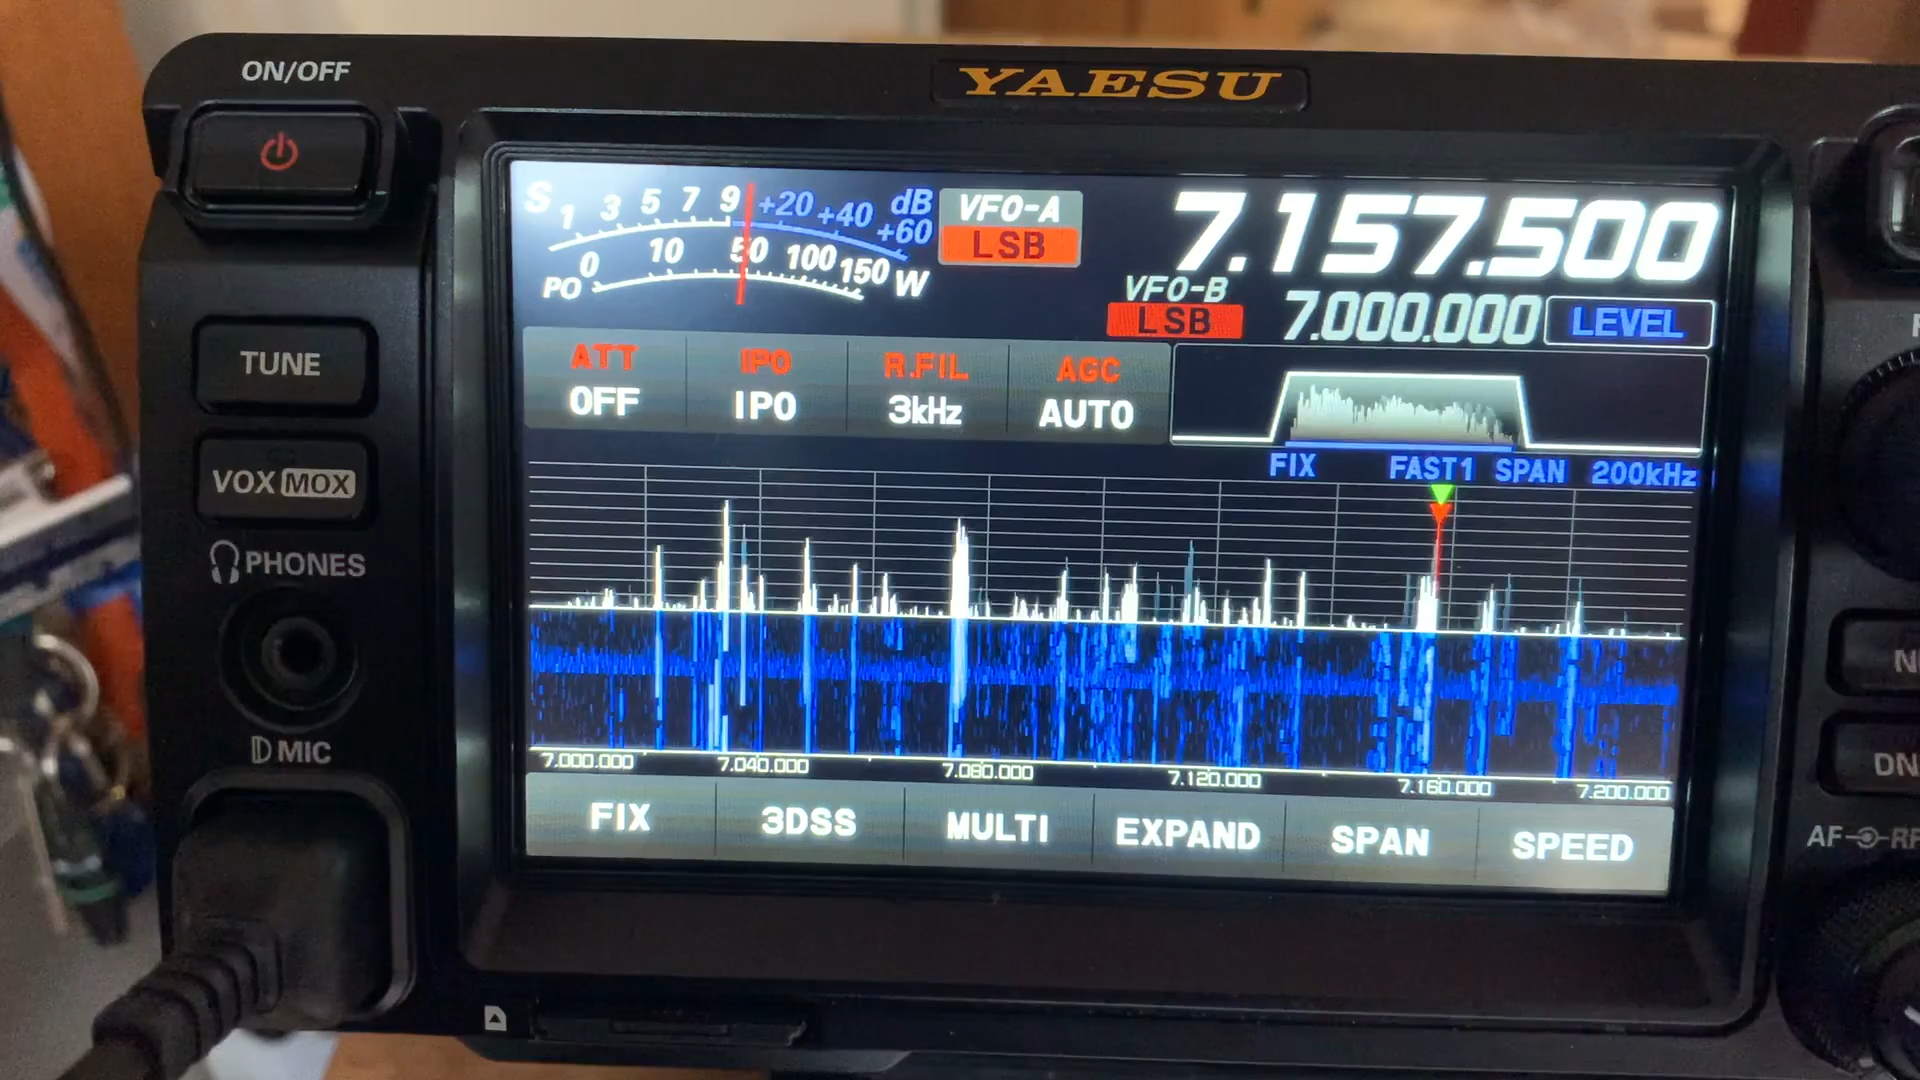 ON/OFF
YAESU
S 1 3 5 7 9 +20 +40 +60 dB
PO 0 10 50 100 150 W
VFO-A
LSB
7.157.500
VFO-B
LSB
7.000.000
LEVEL
TUNE
ATT IPO R.FIL AGC
OFF IPO 3kHz AUTO
FIX FAST1 SPAN 200kHz
VOX MOX
PHONES
MIC
7.000.000 7.040.000 7.080.000 7.120.000 7.160.000 7.200.000
FIX 3DSS MULTI EXPAND SPAN SPEED
DN
AF